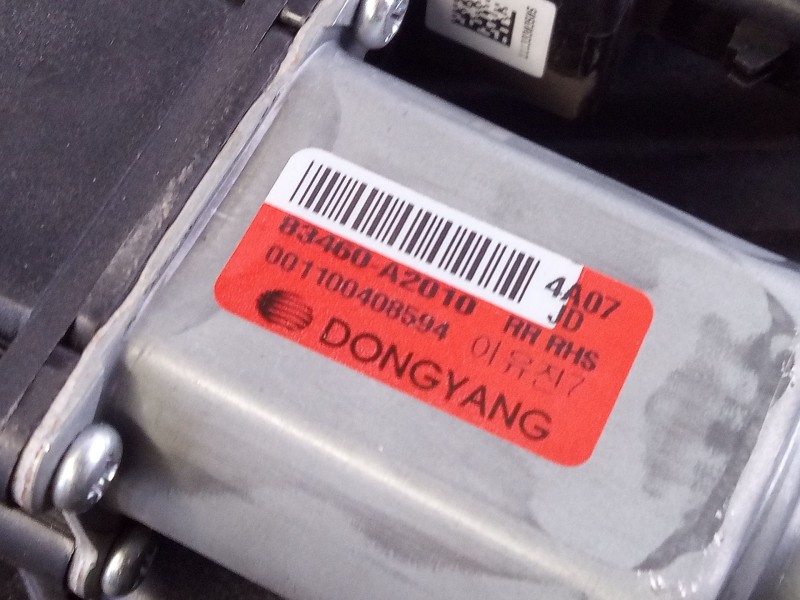 83460-A2010 4A07
001100408594 RR RHS JD
DONGYANG 이유진7